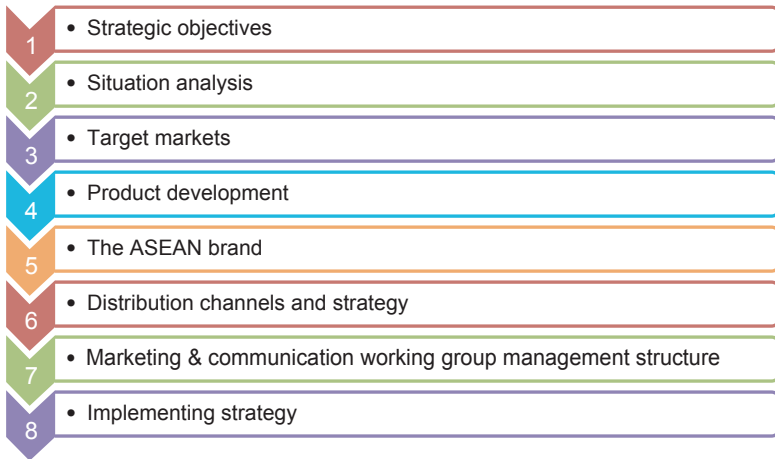 1 • Strategic objectives
2 • Situation analysis
3 • Target markets
4 • Product development
5 • The ASEAN brand
6 • Distribution channels and strategy
7 • Marketing & communication working group management structure
8 • Implementing strategy